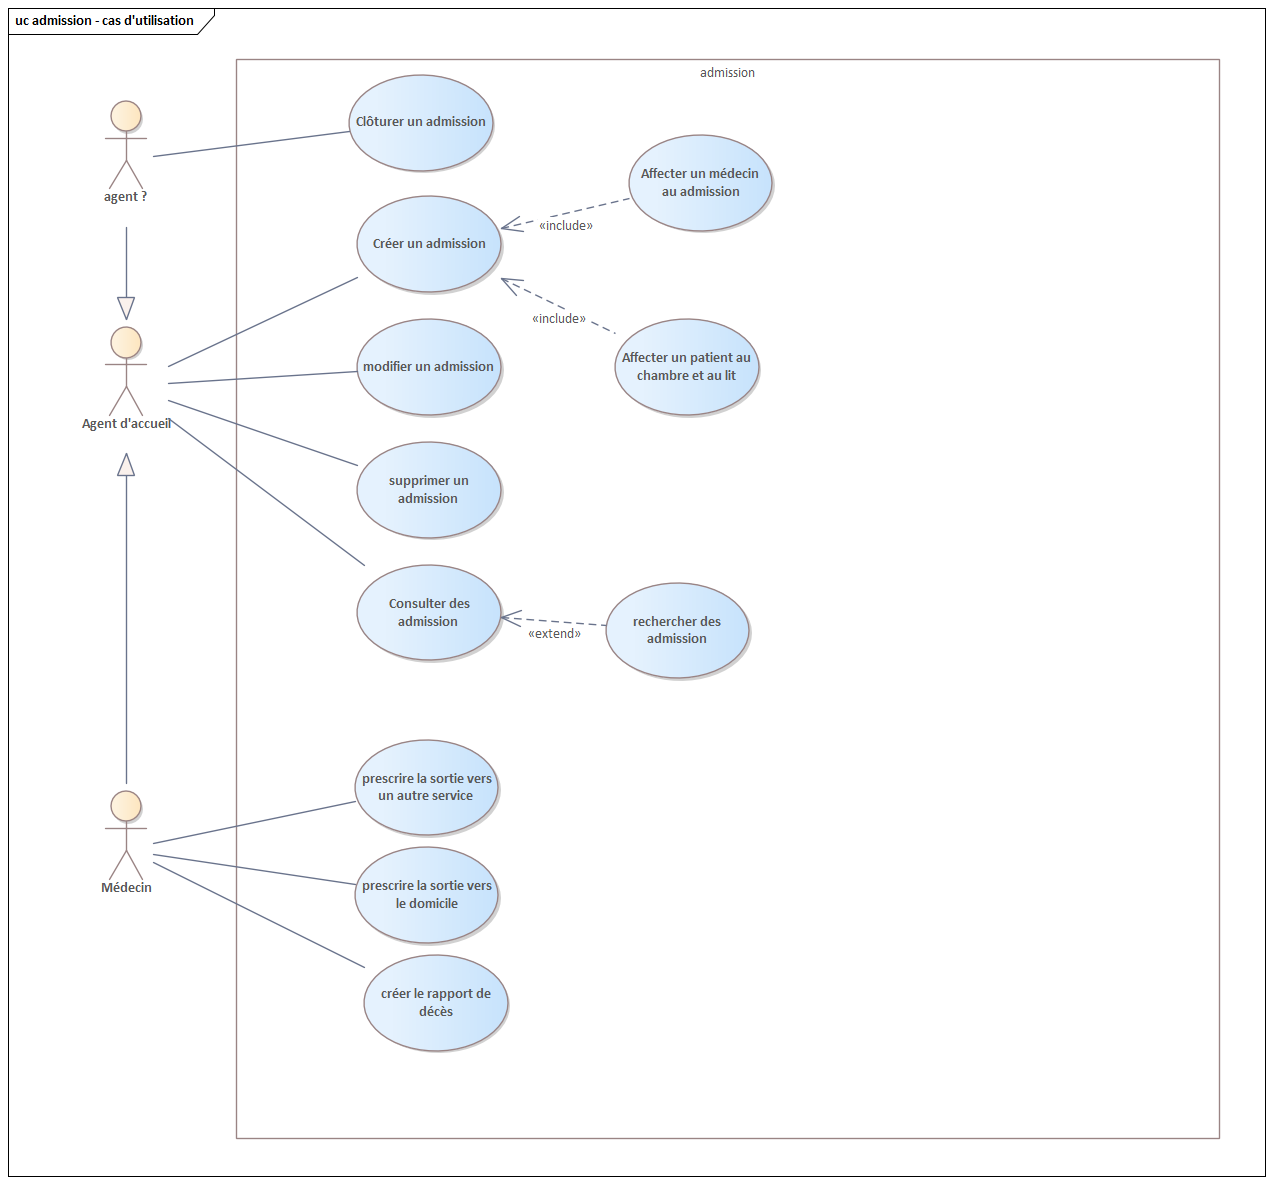 uc admission - cas d'utilisation
admission
agent ?
Clôturer un admission
Affecter un médecin
au admission
Créer un admission
«include»
«include»
Agent d'accueil
modifier un admission
Affecter un patient au
chambre et au lit
supprimer un
admission
Consulter des
admission
«extend»
rechercher des
admission
Médecin
prescrire la sortie vers
un autre service
prescrire la sortie vers
le domicile
créer le rapport de
décès